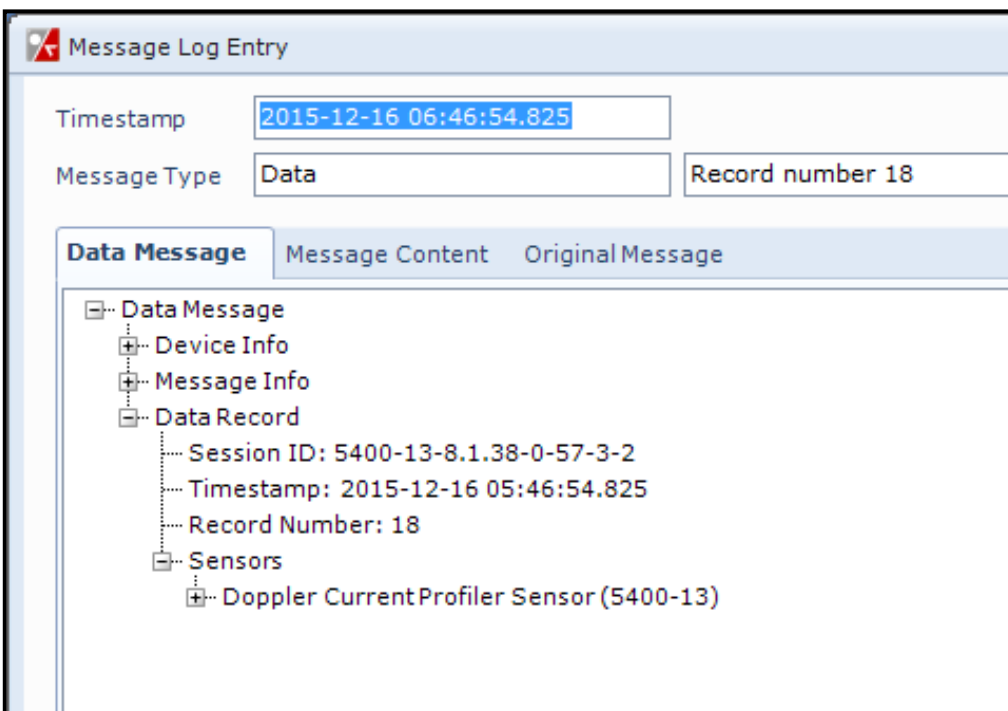 Message Log Entry
Timestamp 2015-12-16 06:46:54.825
Message Type Data Record number 18
Data Message Message Content Original Message
Data Message
Device Info
Message Info
Data Record
Session ID: 5400-13-8.1.38-0-57-3-2
Timestamp: 2015-12-16 05:46:54.825
Record Number: 18
Sensors
Doppler Current Profiler Sensor (5400-13)